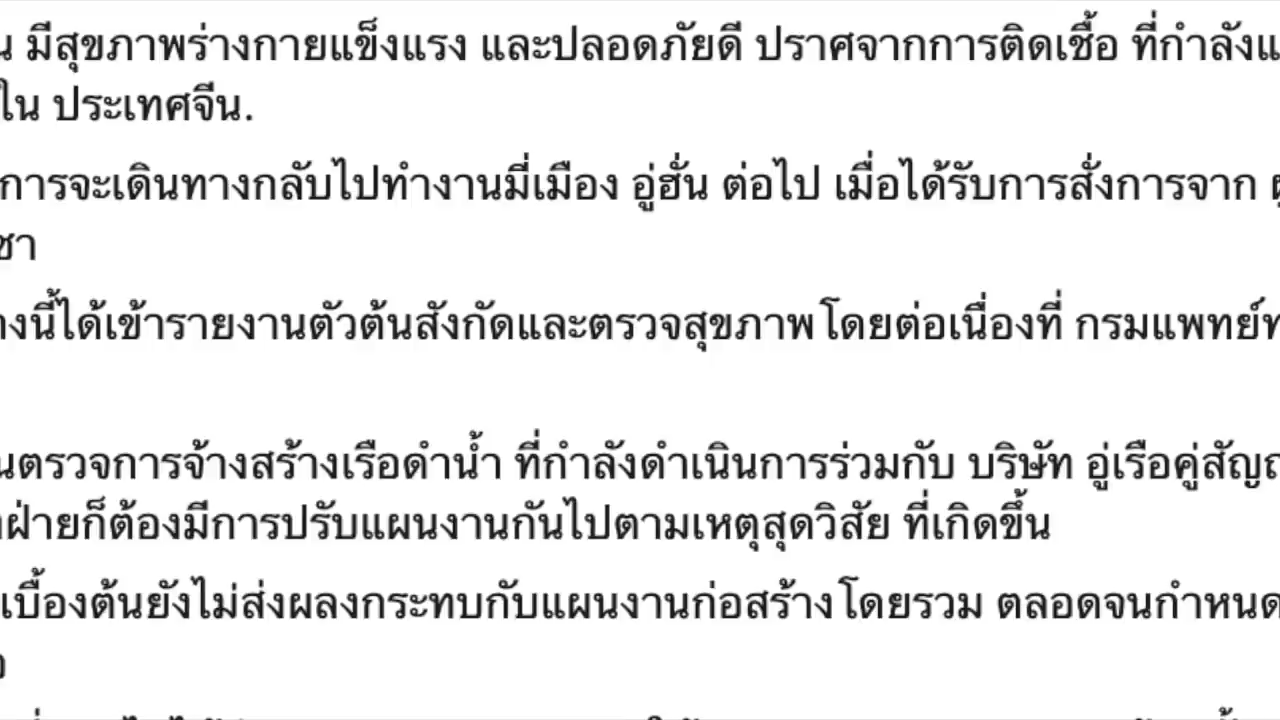 น มีสุขภาพร่างกายแข็งแรง และปลอดภัยดี ปราศจากการติดเชื้อ ที่กำลังแ
ใน ประเทศจีน.
การจะเดินทางกลับไปทำงานมี่เมือง อู่ฮั่น ต่อไป เมื่อได้รับการสั่งการจาก ผ
ชา
างนี้ได้เข้ารายงานตัวต้นสังกัดและตรวจสุขภาพโดยต่อเนื่องที่ กรมแพทย์ท
นตรวจการจ้างสร้างเรือดำน้ำ ที่กำลังดำเนินการร่วมกับ บริษัท อู่เรือคู่สัญญ
ฝ่ายก็ต้องมีการปรับแผนงานกันไปตามเหตุสุดวิสัย ที่เกิดขึ้น
เบื้องต้นยังไม่ส่งผลงกระทบกับแผนงานก่อสร้างโดยรวม ตลอดจนกำหนด